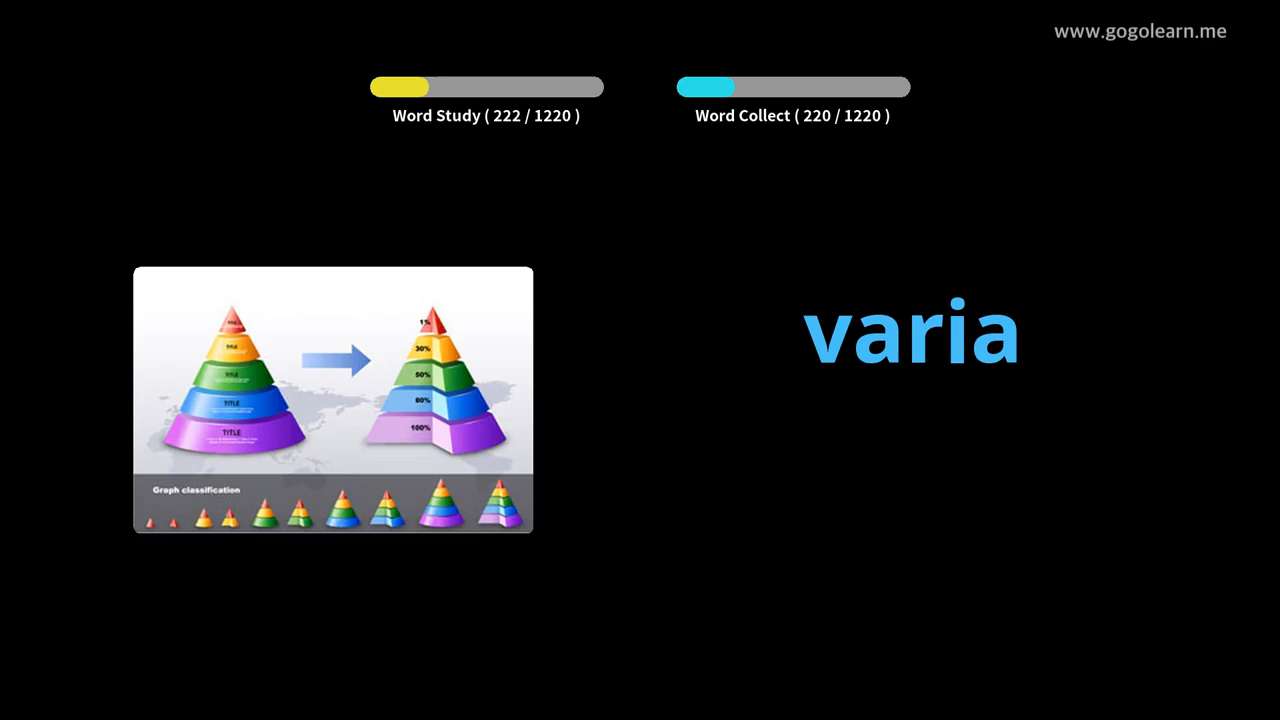 www.gogolearn.me
Word Study ( 222 / 1220 )
Word Collect ( 220 / 1220 )
varia
1%
TITLE
30%
TITLE
50%
TITLE
80%
TITLE
100%
Graph classification